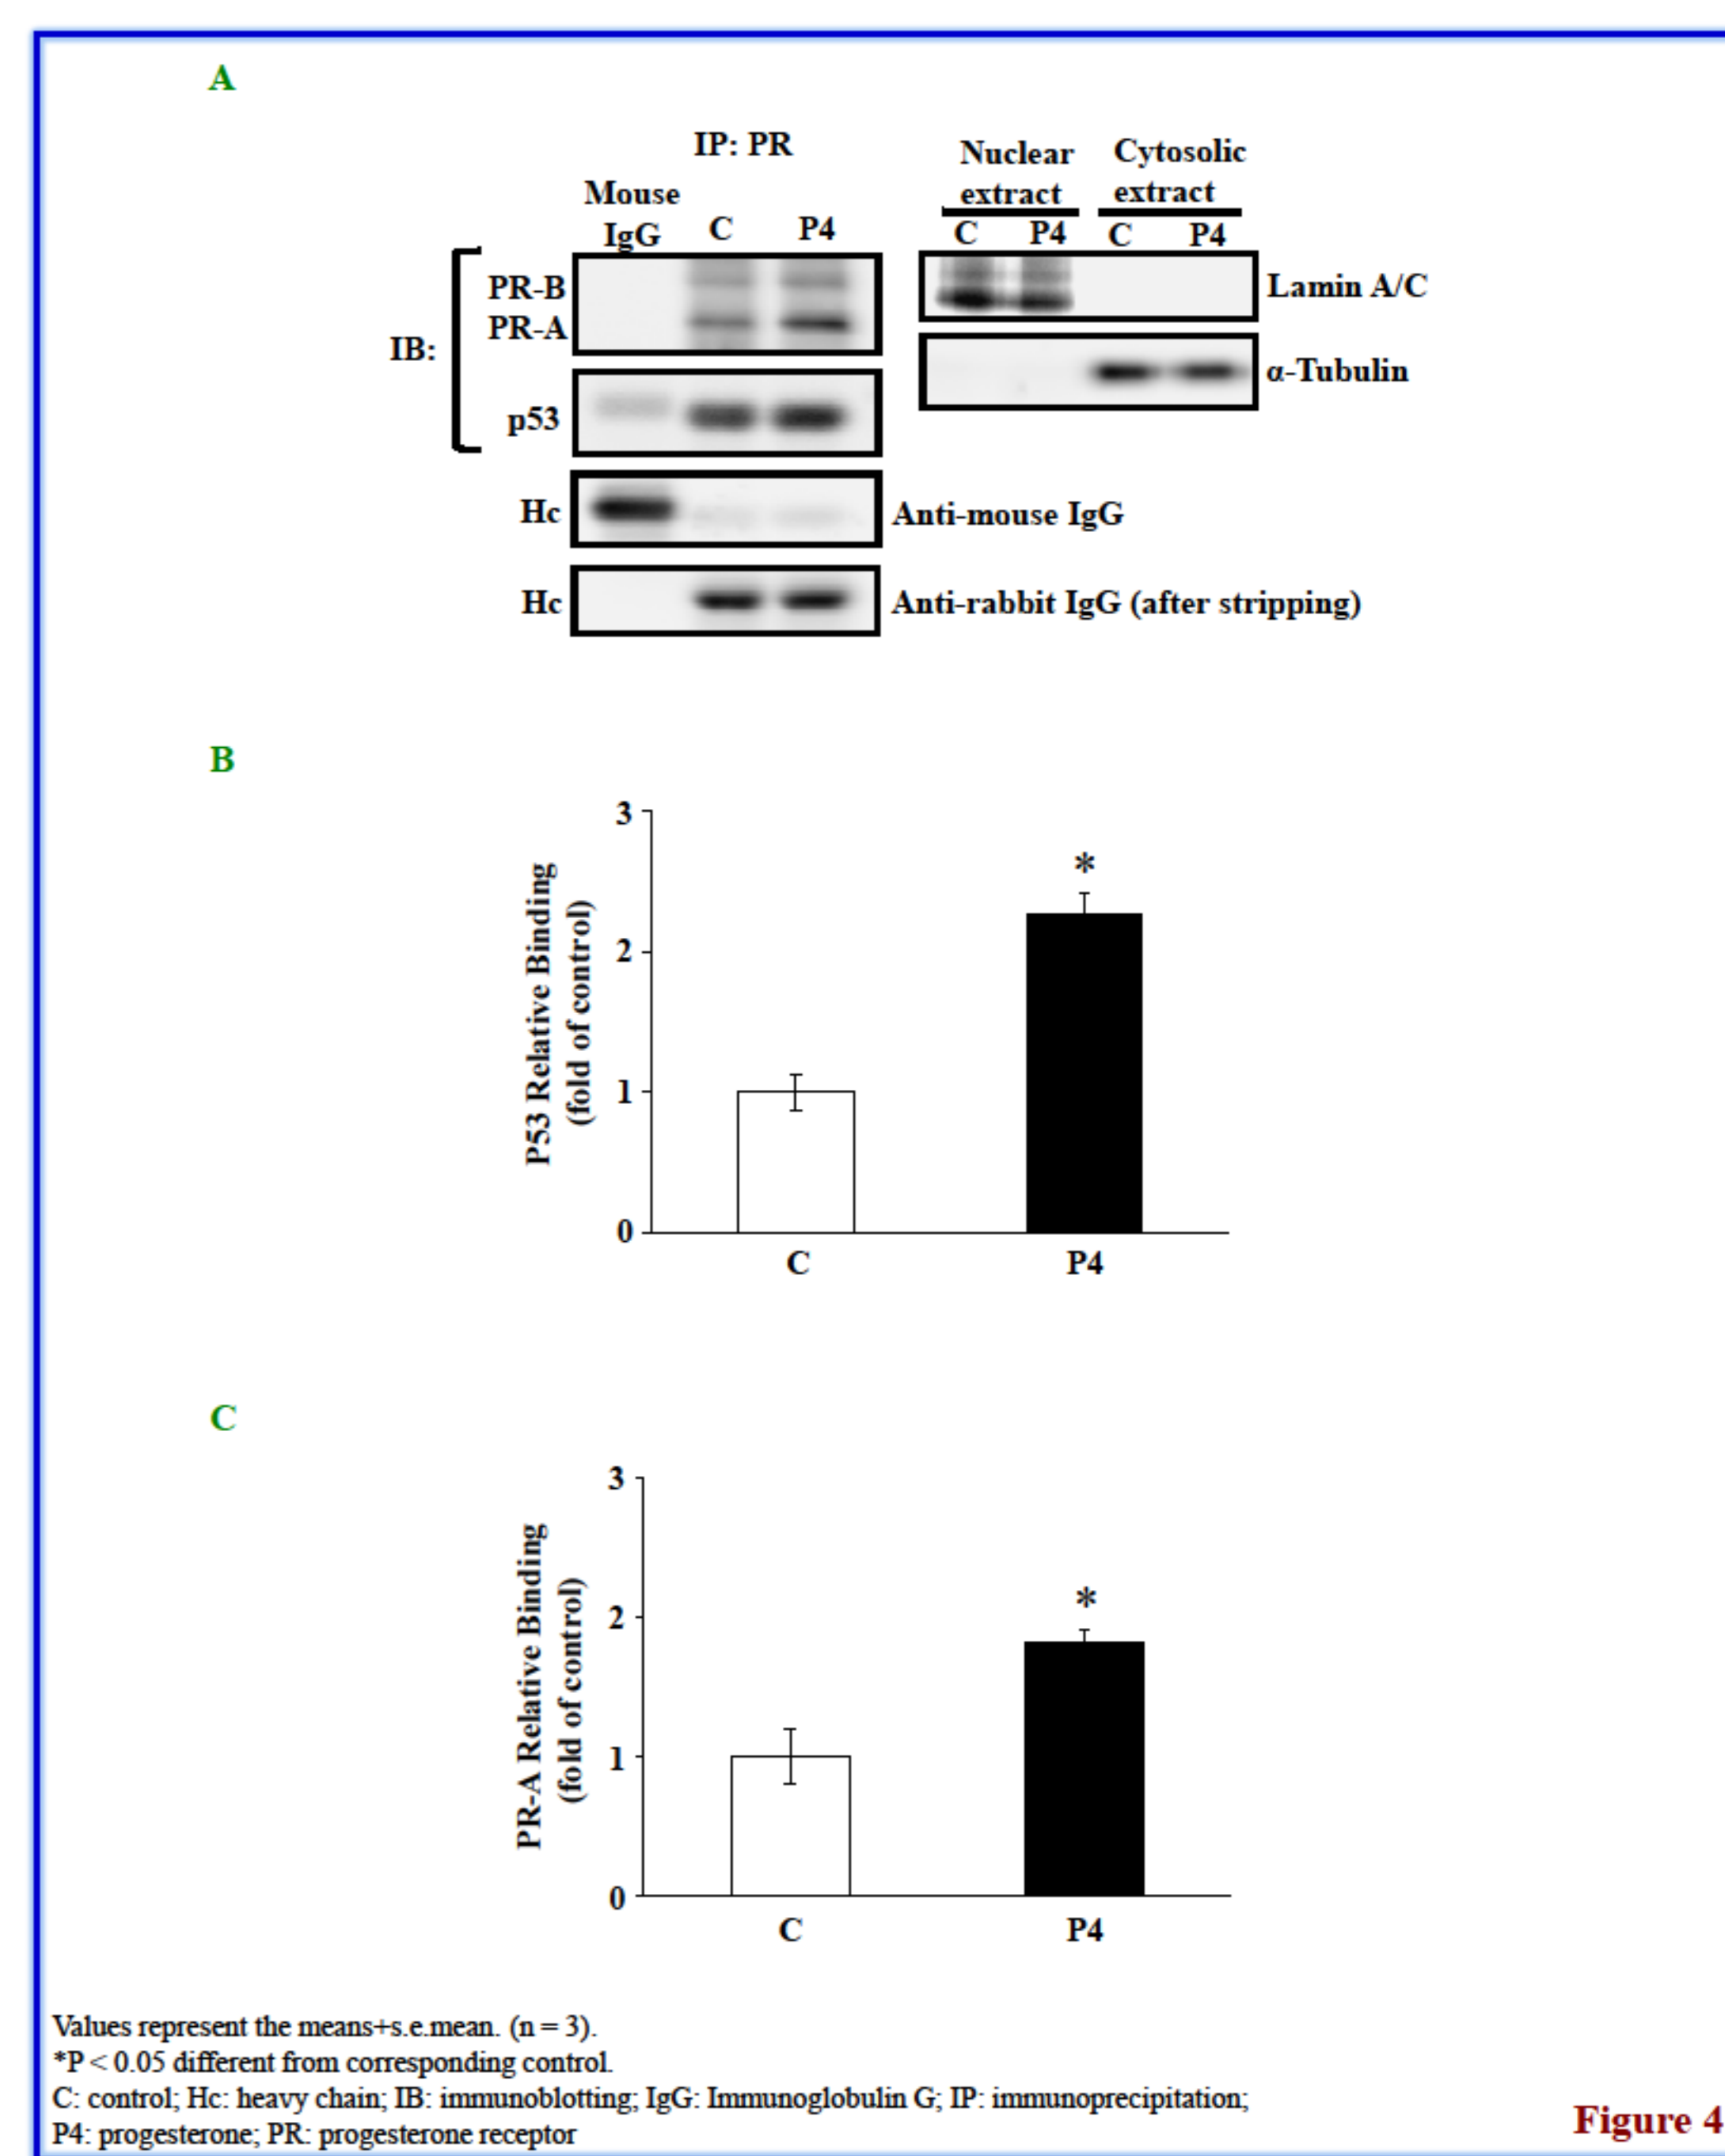 A
IP: PR
Mouse
IgG
C
P4
Nuclear
extract
Cytosolic
extract
C
P4
C
P4
IB:
PR-B
PR-A
Lamin A/C
α-Tubulin
p53
Hc
Anti-mouse IgG
Hc
Anti-rabbit IgG (after stripping)
B
P53 Relative Binding
(fold of control)
3
2
1
0
*
C
P4
C
PR-A Relative Binding
(fold of control)
3
2
1
0
*
C
P4
Values represent the means+s.e.mean. (n = 3).
*P < 0.05 different from corresponding control.
C: control; Hc: heavy chain; IB: immunoblotting; IgG: Immunoglobulin G; IP: immunoprecipitation;
P4: progesterone; PR: progesterone receptor
Figure 4